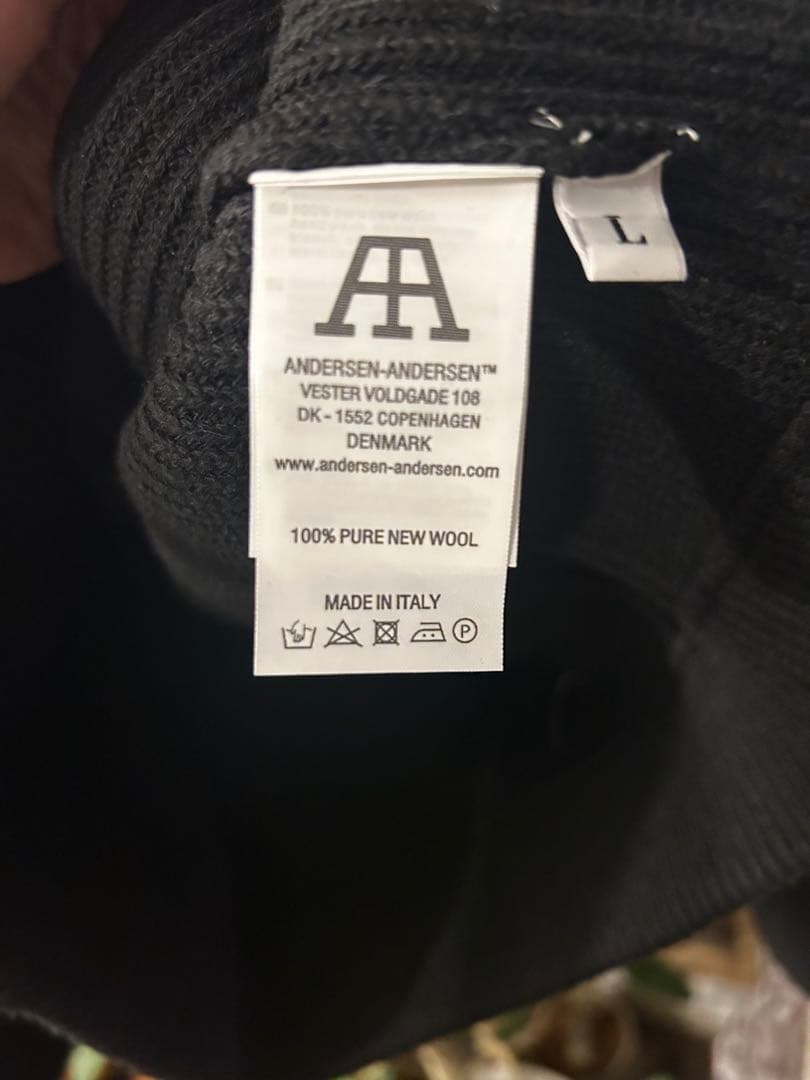 L
ANDERSEN-ANDERSEN™
VESTER VOLDGADE 108
DK - 1552 COPENHAGEN
DENMARK
www.andersen-andersen.com
100% PURE NEW WOOL
MADE IN ITALY
P